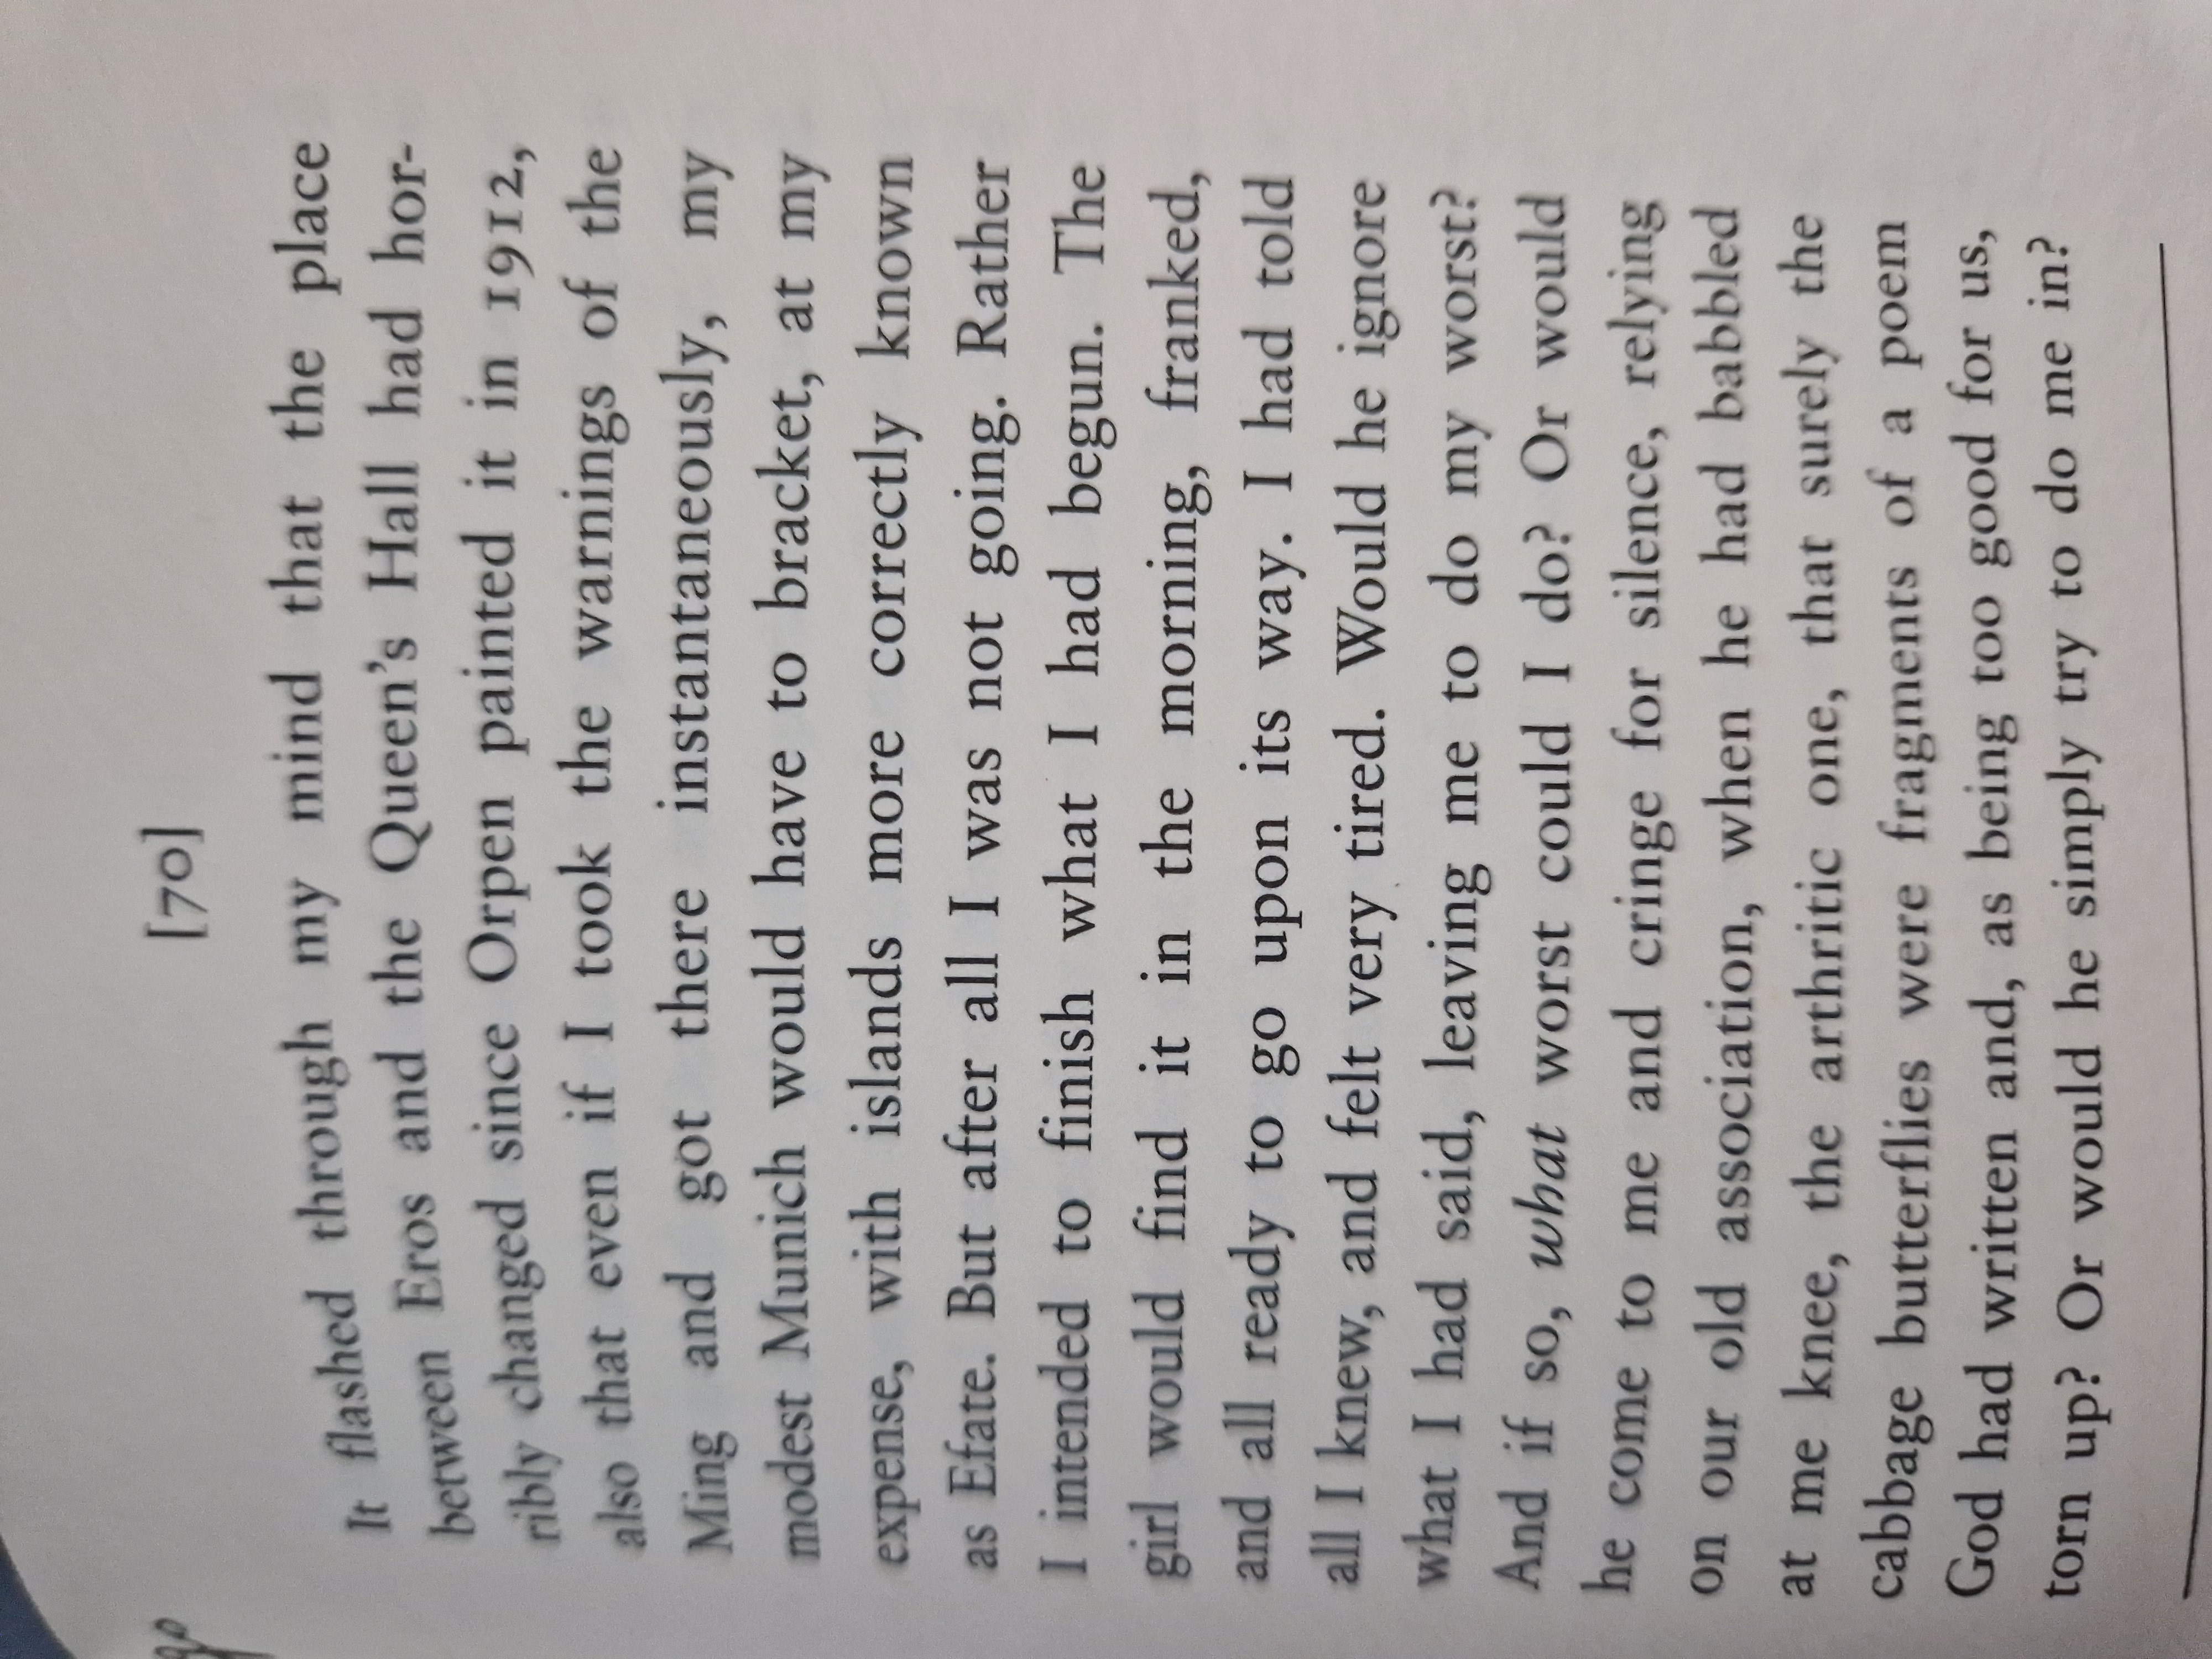 [70]
It flashed through my mind that the place
between Eros and the Queen's Hall had hor-
ribly changed since Orpen painted it in 1912,
also that even if I took the warnings of the
Ming and got there instantaneously, my
modest Munich would have to bracket, at my
expense, with islands more correctly known
as Efate. But after all I was not going. Rather
I intended to finish what I had begun. The
girl would find it in the morning, franked,
and all ready to go upon its way. I had told
all I knew, and felt very tired. Would he ignore
what I had said, leaving me to do my worst?
And if so, what worst could I do? Or would
he come to me and cringe for silence, relying
on our old association, when he had babbled
at me knee, the arthritic one, that surely the
cabbage butterflies were fragments of a poem
God had written and, as being too good for us,
torn up? Or would he simply try to do me in?